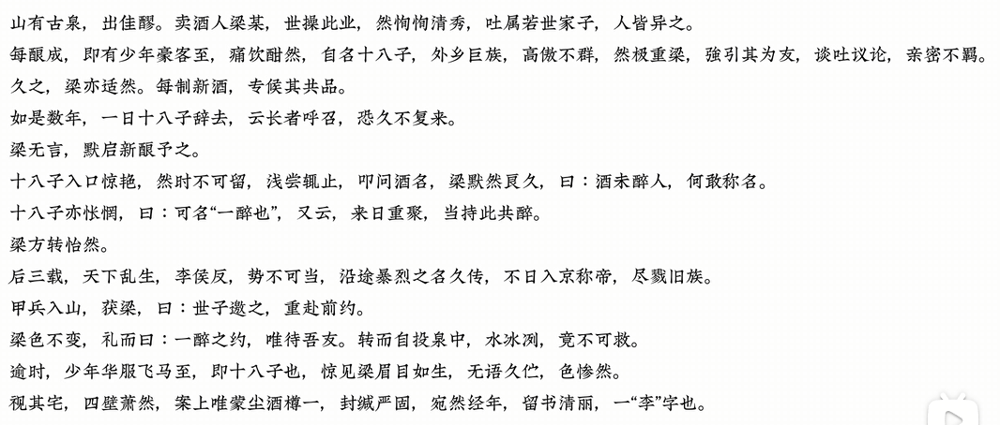 山有古泉，出佳醪。卖酒人梁某，世操此业，然恂恂清秀，吐属若世家子，人皆异之。
每酿成，即有少年豪客至，痛饮酣然，自名十八子，外乡巨族，高傲不群，然极重梁，強引其为友，谈吐议论，亲密不羁。
久之，梁亦适然。每制新酒，专候其共品。
如是数年，一日十八子辞去，云长者呼召，恐久不复来。
梁无言，默启新酿予之。
十八子入口惊艳，然时不可留，浅尝辄止，叩问酒名，梁默然良久，曰：酒未醉人，何敢称名。
十八子亦怅惘，曰：可名“一醉也”，又云，来日重聚，当持此共醉。
梁方转怡然。
后三载，天下乱生，李侯反，势不可当，沿途暴烈之名久传，不日入京称帝，尽戮旧族。
甲兵入山，获梁，曰：世子邀之，重赴前约。
梁色不变，礼而曰：一醉之约，唯待吾友。转而自投泉中，水冰冽，竟不可救。
逾时，少年华服飞马至，即十八子也，惊见梁眉目如生，无语久伫，色惨然。
视其宅，四壁萧然，案上唯蒙尘酒樽一，封缄严固，宛然经年，留书清丽，一“李”字也。